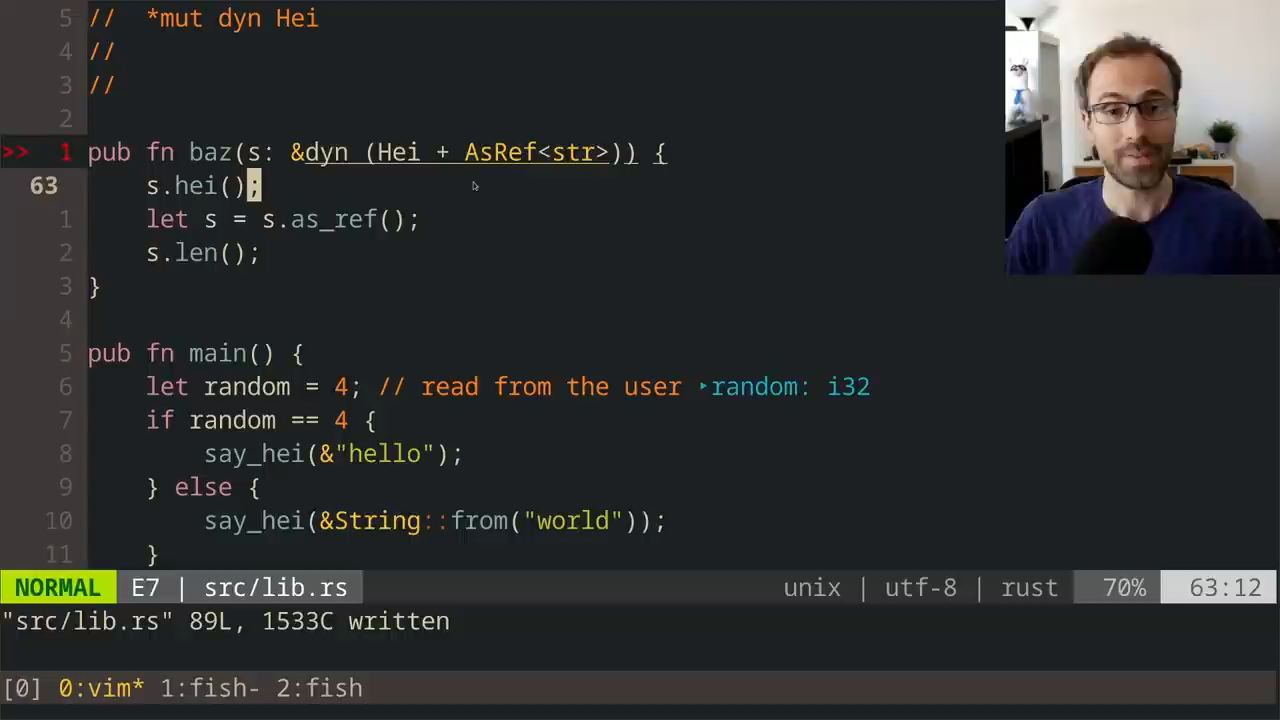 5 //  *mut dyn Hei
4 //
3 //
2
>> 1 pub fn baz(s: &dyn (Hei + AsRef<str>)) {
63     s.hei();
1     let s = s.as_ref();
2     s.len();
3 }
4
5 pub fn main() {
6     let random = 4; // read from the user ‣random: i32
7     if random == 4 {
8         say_hei(&"hello");
9     } else {
10         say_hei(&String::from("world"));
11     }
NORMAL E7 | src/lib.rs unix | utf-8 | rust 70% 63:12
"src/lib.rs" 89L, 1533C written
[0] 0:vim* 1:fish- 2:fish